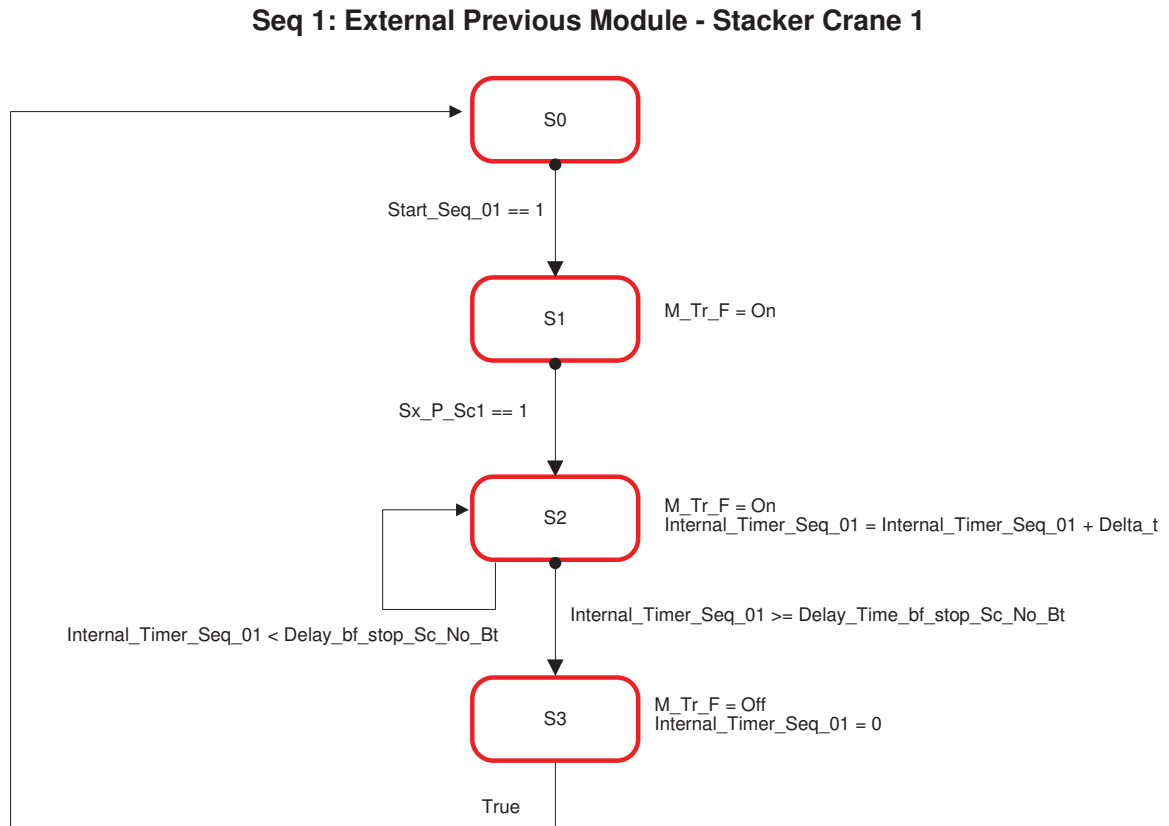 Seq 1: External Previous Module - Stacker Crane 1
S0
Start_Seq_01 == 1
S1
M_Tr_F = On
Sx_P_Sc1 == 1
S2
M_Tr_F = On
Internal_Timer_Seq_01 = Internal_Timer_Seq_01 + Delta_t
Internal_Timer_Seq_01 >= Delay_Time_bf_stop_Sc_No_Bt
Internal_Timer_Seq_01 < Delay_bf_stop_Sc_No_Bt
S3
M_Tr_F = Off
Internal_Timer_Seq_01 = 0
True